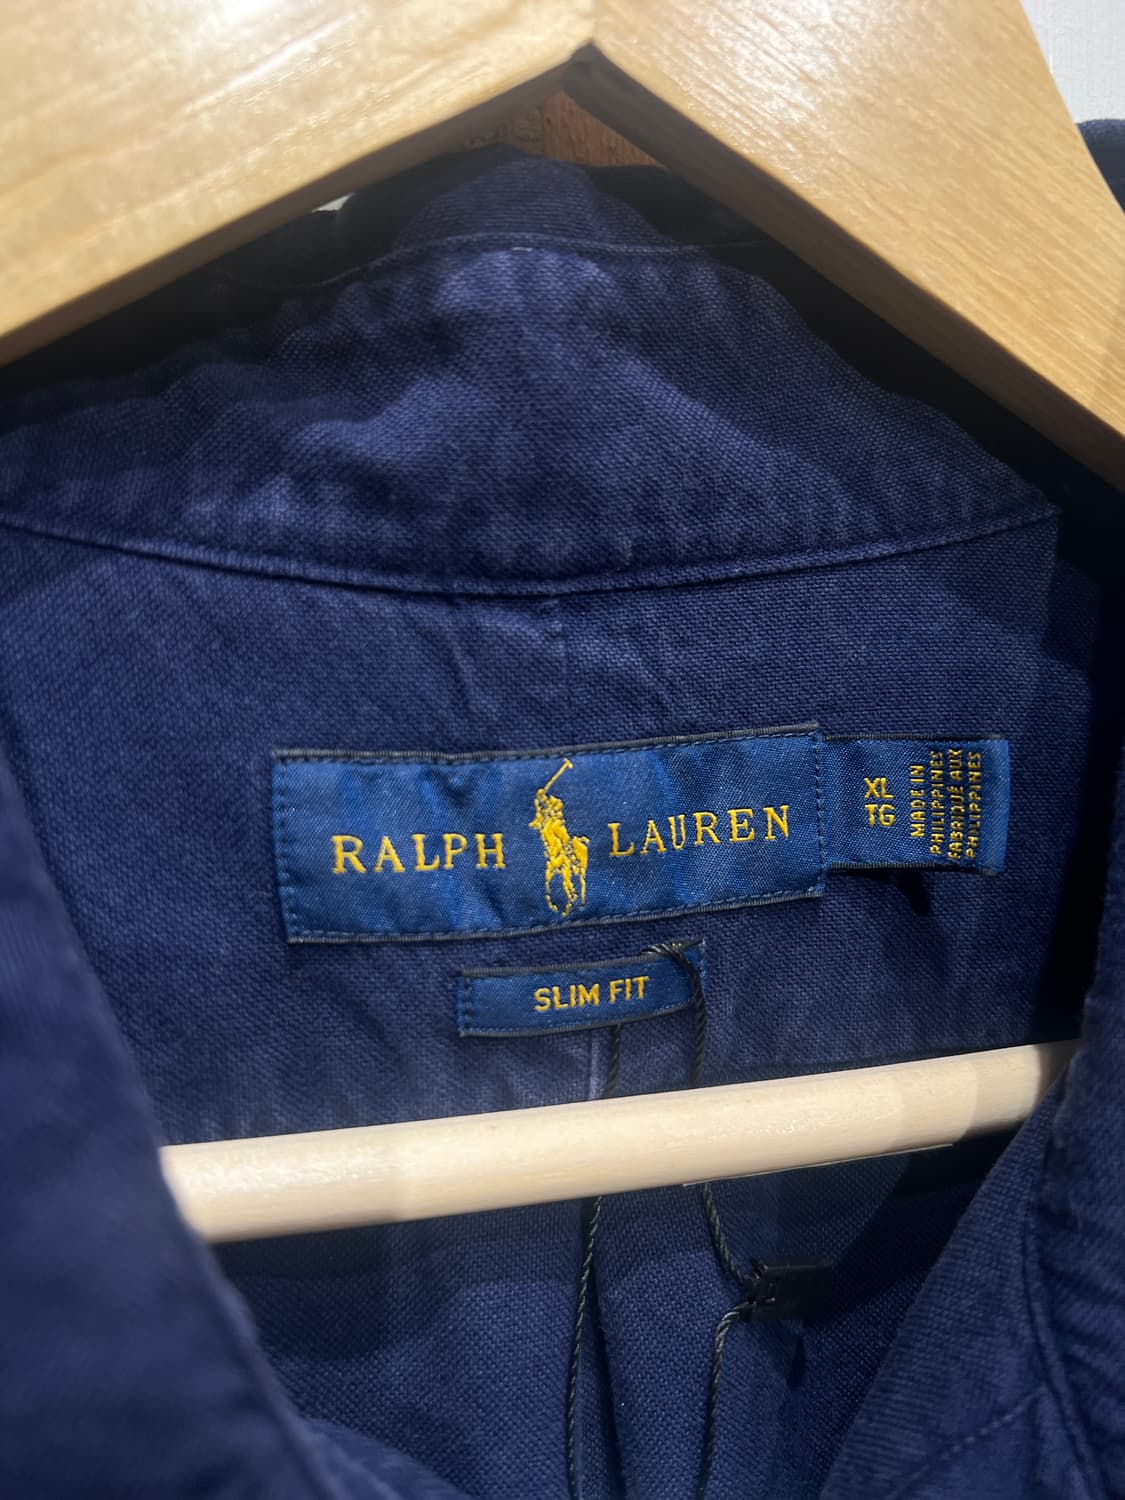 RALPH LAUREN
XL
TG
MADE IN
PHILIPPINES
FABRIQUÉ AUX
PHILIPPINES
SLIM FIT